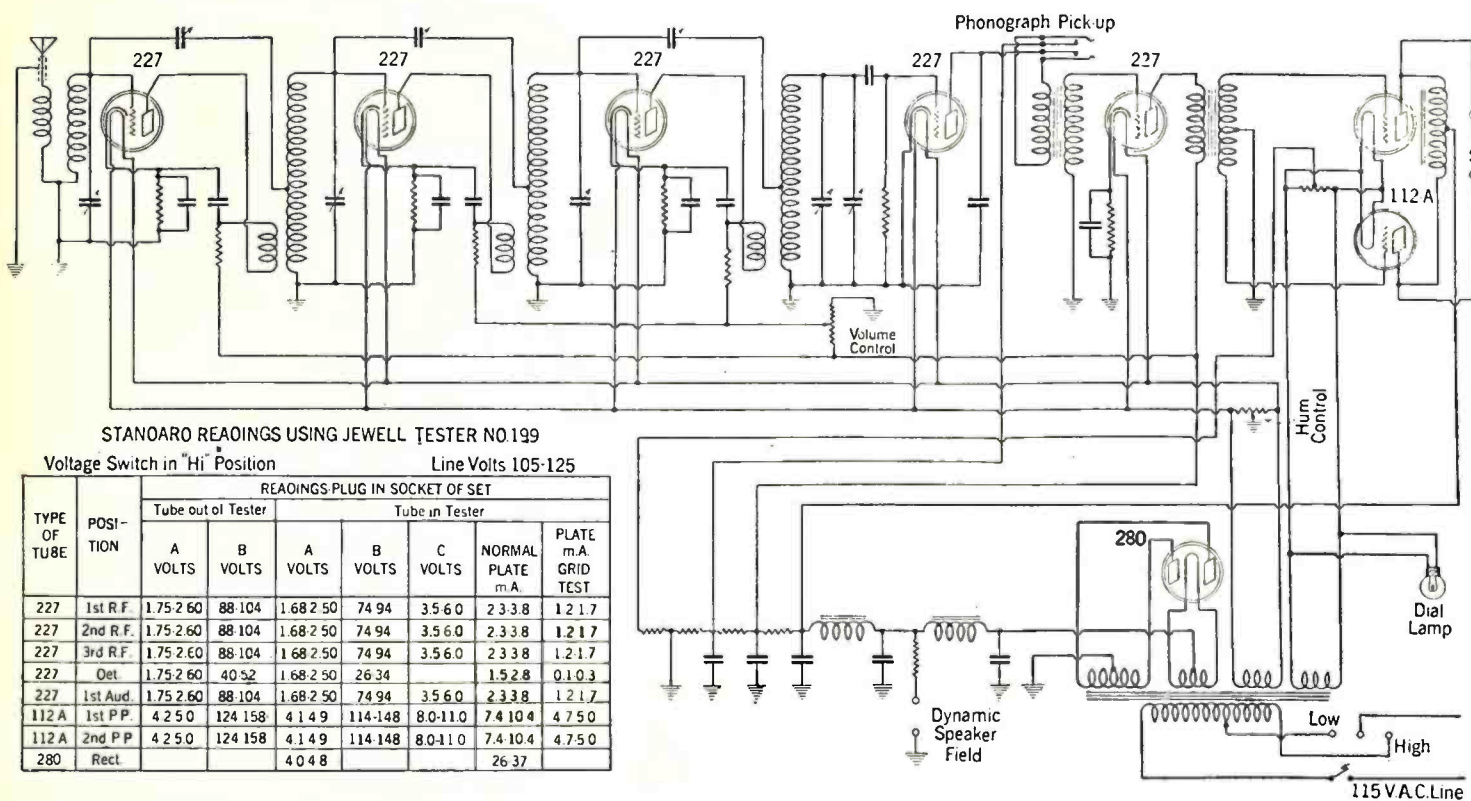 Phonograph Pick-up
227
227
227
227
227
112 A
Volume
Control
Hum
Control
STANOARO REAOINGS USING JEWELL TESTER NO.199
Voltage Switch in "Hi" Position Line Volts 105-125
TYPE OF TU8E POSI-TION REAOINGS-PLUG IN SOCKET OF SET
Tube out ol Tester Tube in Tester
A VOLTS B VOLTS A VOLTS B VOLTS C VOLTS NORMAL PLATE m.A. PLATE m.A. GRID TEST
227 1st R.F. 1.75-2 60 88-104 1.68 2.50 74 94 3.5-6 0 2 3-3.8 1 2 1.7
227 2nd R.F. 1.75-2.60 88-104 1.68-2 50 74 94 3.5 6.0 2.3 3.8 1.2 1 7
227 3rd R.F. 1.75-2.60 88-104 1 68-2.50 74 94 3.5 6.0 2 3 3 8 1.2-1.7
227 Oet. 1.75-2 60 40-52 1.68-2 50 26-34 1.5 2.8 0.1-0.3
227 1st Aud. 1.75 2.60 88-104 1.68-2 50 74 94 3.5 6 0 2 3 3.8 1 2 1.7
112 A 1st P P. 4 2 5 0 124 158 4 1 4 9 114-148 8.0-11.0 7.4 10 4 4 7 5 0
112 A 2nd P P 4 2 5.0 124 158 4.1 4 9 114-148 8.0-11 0 7.4-10.4 4.7-5 0
280 Rect. 4 0 4 8 26 37
280
Dial
Lamp
Dynamic
Speaker
Field
Low
High
115 V.A.C. Line